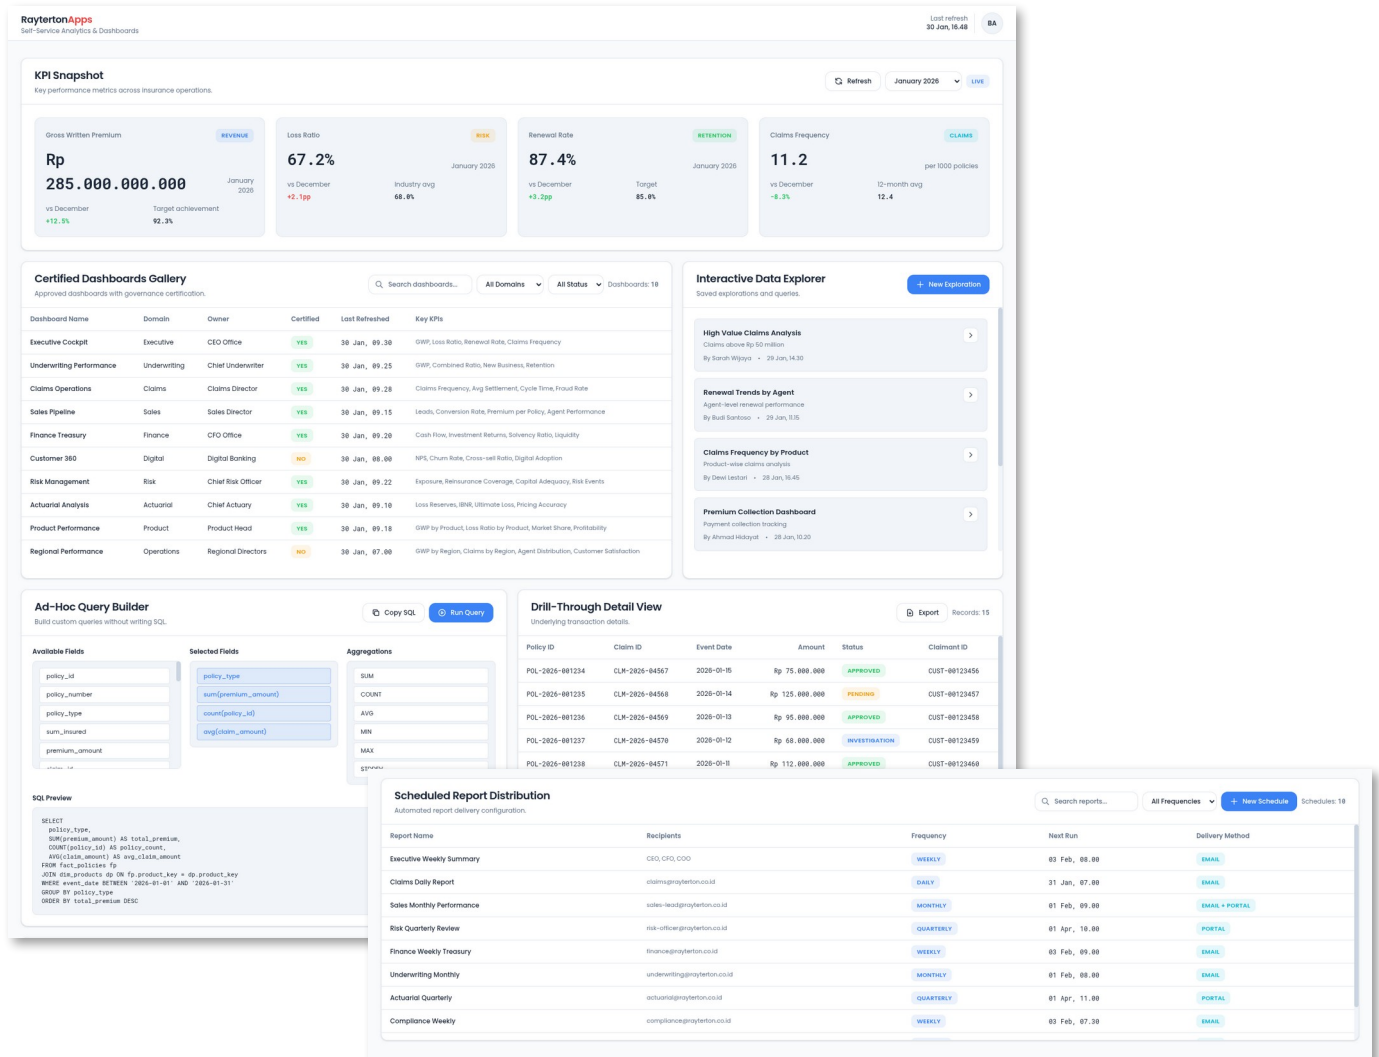 RaytertonApps
Self-Service Analytics & Dashboards
Last refresh
30 Jan, 16.48
BA
KPI Snapshot
Key performance metrics across insurance operations.
Refresh
January 2026
LIVE
Gross Written Premium
REVENUE
Rp
285.000.000.000
January
2026
vs December
Target achievement
+12.5%
92.3%
Loss Ratio
RISK
67.2%
January 2026
vs December
Industry avg
+2.1pp
68.0%
Renewal Rate
RETENTION
87.4%
January 2026
vs December
Target
+3.2pp
85.0%
Claims Frequency
CLAIMS
11.2
per 1000 policies
vs December
12-month avg
-8.3%
12.4
Certified Dashboards Gallery
Approved dashboards with governance certification.
Search dashboards...
All Domains
All Status
Dashboards: 10
Dashboard Name Domain Owner Certified Last Refreshed Key KPIs
Executive Cockpit Executive CEO Office YES 30 Jan, 09.30 GWP, Loss Ratio, Renewal Rate, Claims Frequency
Underwriting Performance Underwriting Chief Underwriter YES 30 Jan, 09.25 GWP, Combined Ratio, New Business, Retention
Claims Operations Claims Claims Director YES 30 Jan, 09.28 Claims Frequency, Avg Settlement, Cycle Time, Fraud Rate
Sales Pipeline Sales Sales Director YES 30 Jan, 09.15 Leads, Conversion Rate, Premium per Policy, Agent Performance
Finance Treasury Finance CFO Office YES 30 Jan, 09.20 Cash Flow, Investment Returns, Solvency Ratio, Liquidity
Customer 360 Digital Digital Banking NO 30 Jan, 08.00 NPS, Churn Rate, Cross-sell Ratio, Digital Adoption
Risk Management Risk Chief Risk Officer YES 30 Jan, 09.22 Exposure, Reinsurance Coverage, Capital Adequacy, Risk Events
Actuarial Analysis Actuarial Chief Actuary YES 30 Jan, 09.10 Loss Reserves, IBNR, Ultimate Loss, Pricing Accuracy
Product Performance Product Product Head YES 30 Jan, 09.18 GWP by Product, Loss Ratio by Product, Market Share, Profitability
Regional Performance Operations Regional Directors NO 30 Jan, 07.00 GWP by Region, Claims by Region, Agent Distribution, Customer Satisfaction
Interactive Data Explorer
Saved explorations and queries.
+ New Exploration
High Value Claims Analysis
Claims above Rp 50 million
By Sarah Wijaya • 29 Jan, 14.30
Renewal Trends by Agent
Agent-level renewal performance
By Budi Santoso • 29 Jan, 11.15
Claims Frequency by Product
Product-wise claims analysis
By Dewi Lestari • 28 Jan, 16.45
Premium Collection Dashboard
Payment collection tracking
By Ahmad Hidayat • 28 Jan, 10.20
Ad-Hoc Query Builder
Build custom queries without writing SQL.
Copy SQL
Run Query
Available Fields
policy_id
policy_number
policy_type
sum_insured
premium_amount
Selected Fields
policy_type
sum(premium_amount)
count(policy_id)
avg(claim_amount)
Aggregations
SUM
COUNT
AVG
MIN
MAX
SQL Preview
SELECT
policy_type,
SUM(premium_amount) AS total_premium,
COUNT(policy_id) AS policy_count,
AVG(claim_amount) AS avg_claim_amount
FROM fact_policies fp
JOIN dim_products dp ON fp.product_key = dp.product_key
WHERE event_date BETWEEN '2026-01-01' AND '2026-01-31'
GROUP BY policy_type
ORDER BY total_premium DESC
Drill-Through Detail View
Underlying transaction details.
Export
Records: 15
Policy ID Claim ID Event Date Amount Status Claimant ID
POL-2026-001234 CLM-2026-04567 2026-01-15 Rp 75.000.000 APPROVED CUST-00123456
POL-2026-001235 CLM-2026-04568 2026-01-14 Rp 125.000.000 PENDING CUST-00123457
POL-2026-001236 CLM-2026-04569 2026-01-13 Rp 95.000.000 APPROVED CUST-00123458
POL-2026-001237 CLM-2026-04570 2026-01-12 Rp 68.000.000 INVESTIGATION CUST-00123459
POL-2026-001238 CLM-2026-04571 2026-01-11 Rp 112.000.000 APPROVED CUST-00123460
Scheduled Report Distribution
Automated report delivery configuration.
Search reports...
All Frequencies
+ New Schedule
Schedules: 10
Report Name Recipients Frequency Next Run Delivery Method
Executive Weekly Summary CEO, CFO, COO WEEKLY 03 Feb, 08.00 EMAIL
Claims Daily Report claims@rayterton.co.id DAILY 31 Jan, 07.00 EMAIL
Sales Monthly Performance sales-lead@rayterton.co.id MONTHLY 01 Feb, 09.00 EMAIL + PORTAL
Risk Quarterly Review risk-officer@rayterton.co.id QUARTERLY 01 Apr, 10.00 PORTAL
Finance Weekly Treasury finance@rayterton.co.id WEEKLY 03 Feb, 09.00 EMAIL
Underwriting Monthly underwriting@rayterton.co.id MONTHLY 01 Feb, 08.00 EMAIL
Actuarial Quarterly actuarial@rayterton.co.id QUARTERLY 01 Apr, 11.00 PORTAL
Compliance Weekly compliance@rayterton.co.id WEEKLY 03 Feb, 07.30 EMAIL